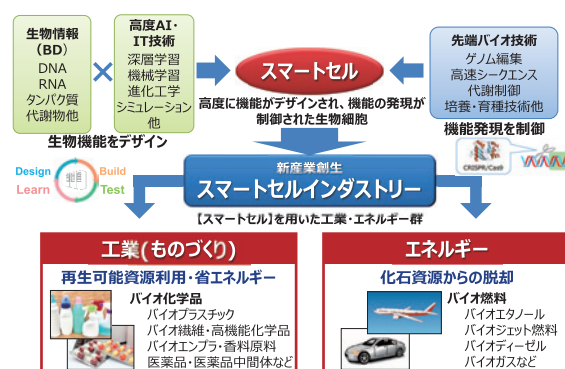 生物情報
（BD）
DNA
RNA
タンパク質
代謝物他
×
高度AI・
IT技術
深層学習
機械学習
進化工学
シミュレーション
他
生物機能をデザイン
スマートセル
高度に機能がデザインされ、機能の発現が
制御された生物細胞
先端バイオ技術
ゲノム編集
高速シークエンス
代謝制御
培養・育種技術他
機能発現を制御
CRISPR/Cas9
Design
Build
Learn
Test
新産業創生
スマートセルインダストリー
【スマートセル】を用いた工業・エネルギー群
工業(ものづくり)
再生可能資源利用・省エネルギー
バイオ化学品
バイオプラスチック
バイオ繊維・高機能化学品
バイオエンプラ・香料原料
医薬品・医薬品中間体など
エネルギー
化石資源からの脱却
バイオ燃料
バイオエタノール
バイオジェット燃料
バイオディーゼル
バイオガスなど